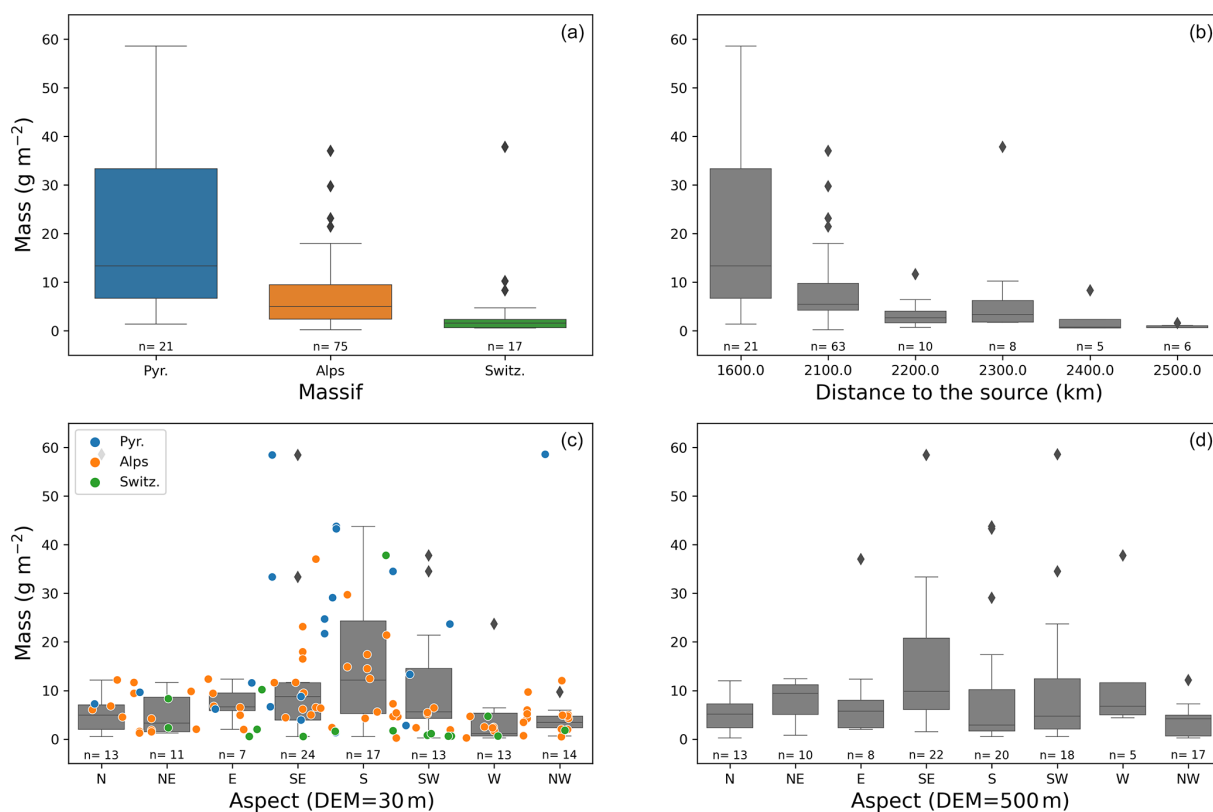 (a)
60
50
40
30
20
10
0
Mass (g m−2)
n= 21 n= 75 n= 17
Pyr. Alps Switz.
Massif
(b)
60
50
40
30
20
10
0
n= 21 n= 63 n= 10 n= 8 n= 5 n= 6
1600.0 2100.0 2200.0 2300.0 2400.0 2500.0
Distance to the source (km)
(c)
Pyr.
Alps
Switz.
60
50
40
30
20
10
0
Mass (g m−2)
n= 13 n= 11 n= 7 n= 24 n= 17 n= 13 n= 13 n= 14
N NE E SE S SW W NW
Aspect (DEM=30 m)
(d)
60
50
40
30
20
10
0
n= 13 n= 10 n= 8 n= 22 n= 20 n= 18 n= 5 n= 17
N NE E SE S SW W NW
Aspect (DEM=500 m)